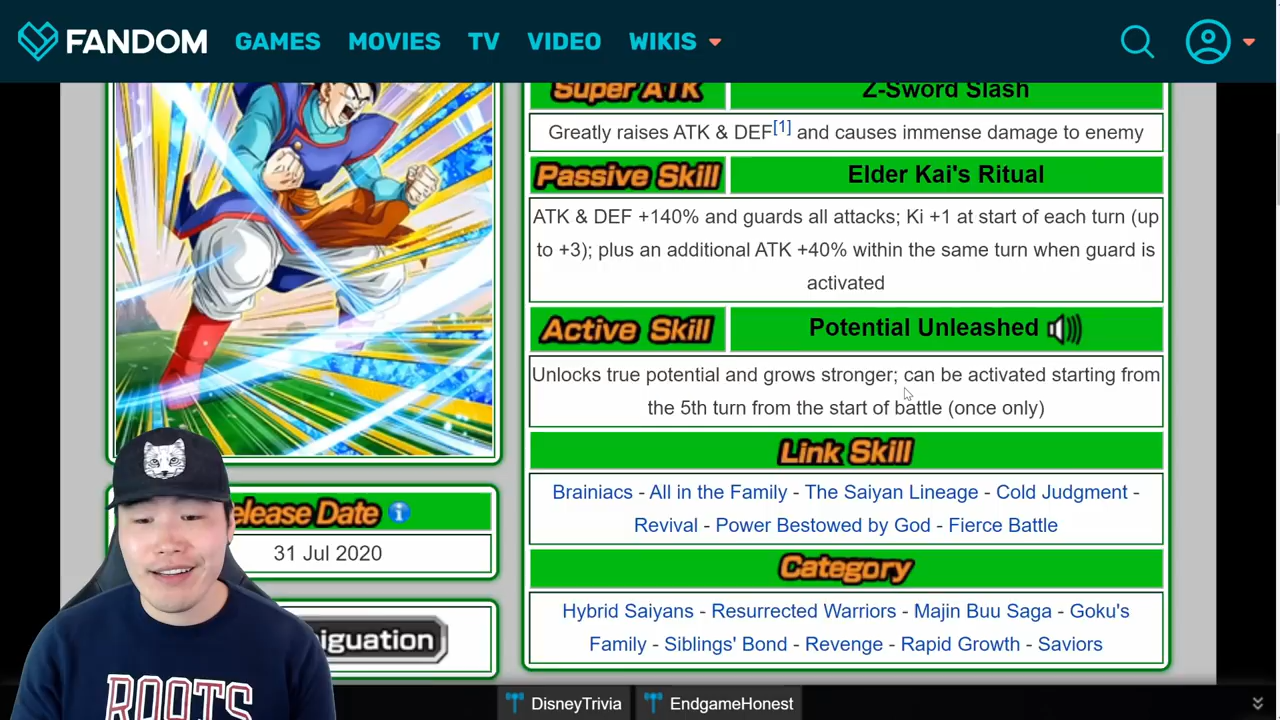 FANDOM GAMES MOVIES TV VIDEO WIKIS
Super ATK
Z-Sword Slash
Greatly raises ATK & DEF[1] and causes immense damage to enemy
Passive Skill
Elder Kai's Ritual
ATK & DEF +140% and guards all attacks; Ki +1 at start of each turn (up
to +3); plus an additional ATK +40% within the same turn when guard is
activated
Active Skill
Potential Unleashed
Unlocks true potential and grows stronger; can be activated starting from
the 5th turn from the start of battle (once only)
Link Skill
Brainiacs - All in the Family - The Saiyan Lineage - Cold Judgment -
Revival - Power Bestowed by God - Fierce Battle
Category
Hybrid Saiyans - Resurrected Warriors - Majin Buu Saga - Goku's
Family - Siblings' Bond - Revenge - Rapid Growth - Saviors
elease Date
31 Jul 2020
iguation
ROOTS
DisneyTrivia
EndgameHonest